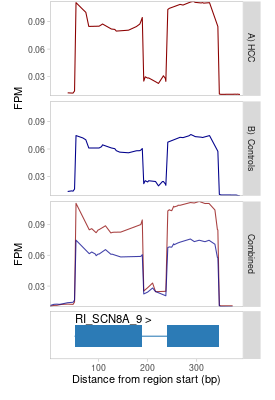 0.09
0.06
0.03
A) HCC
FPM
0.09
0.06
0.03
B) Controls
0.09
0.06
0.03
Combined
FPM
RI_SCN8A_9 >
100
200
300
Distance from region start (bp)